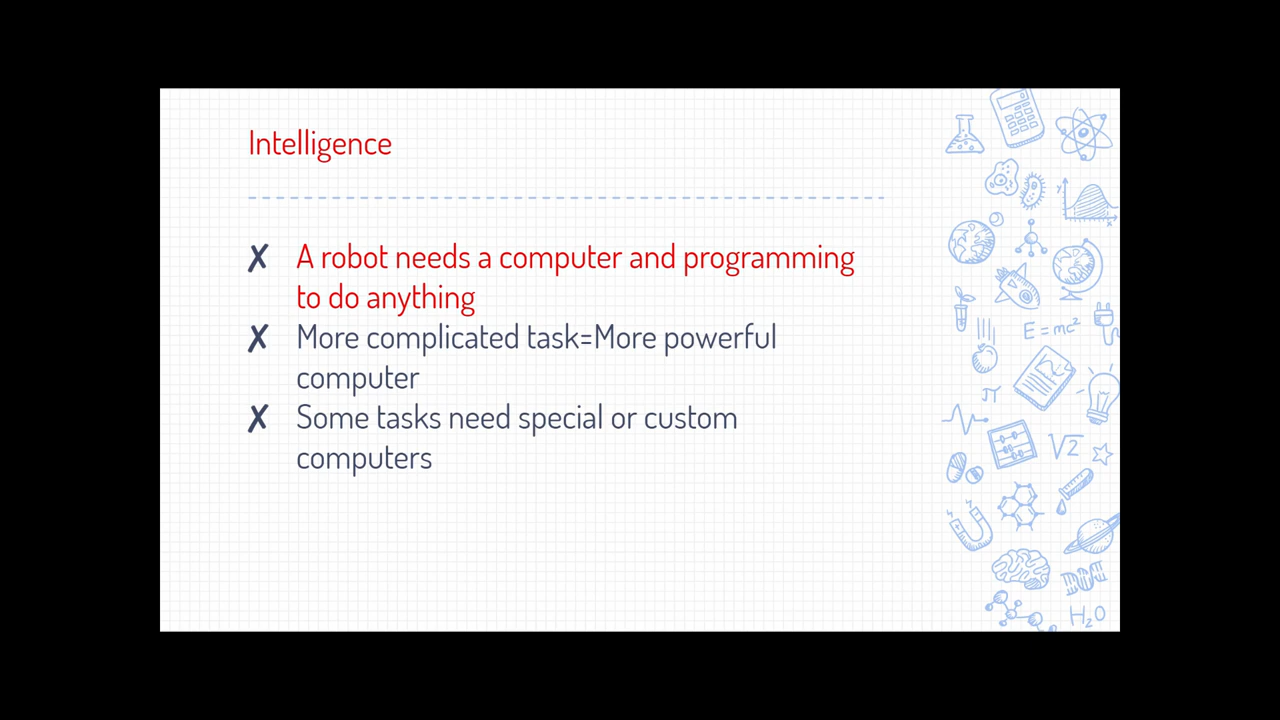 Intelligence
✗ A robot needs a computer and programming
to do anything
✗ More complicated task=More powerful
computer
✗ Some tasks need special or custom
computers
y
x
E=mc²
π
√2
H₂O